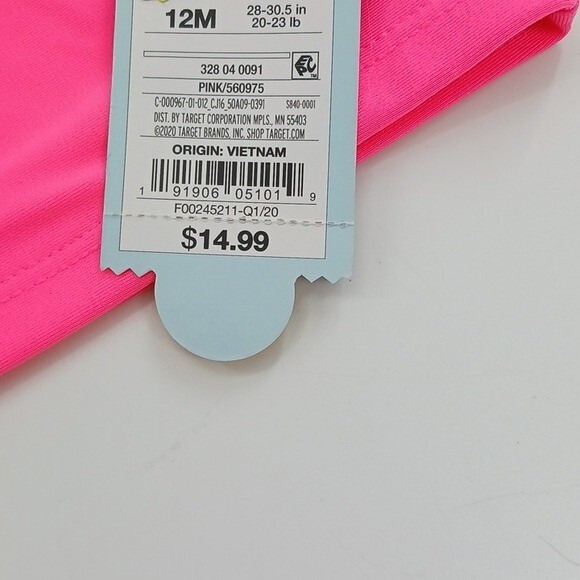 12M 28-30.5 in
20-23 lb
328 04 0091
EPC TM
PINK/560975
C-000967-01-012_CJ16_50A09-0391 S840-0001
DIST. BY TARGET CORPORATION MPLS., MN 55403
©2020 TARGET BRANDS, INC. SHOP TARGET.COM
ORIGIN: VIETNAM
1 91906 05101 9
F00245211-Q1/20
$14.99